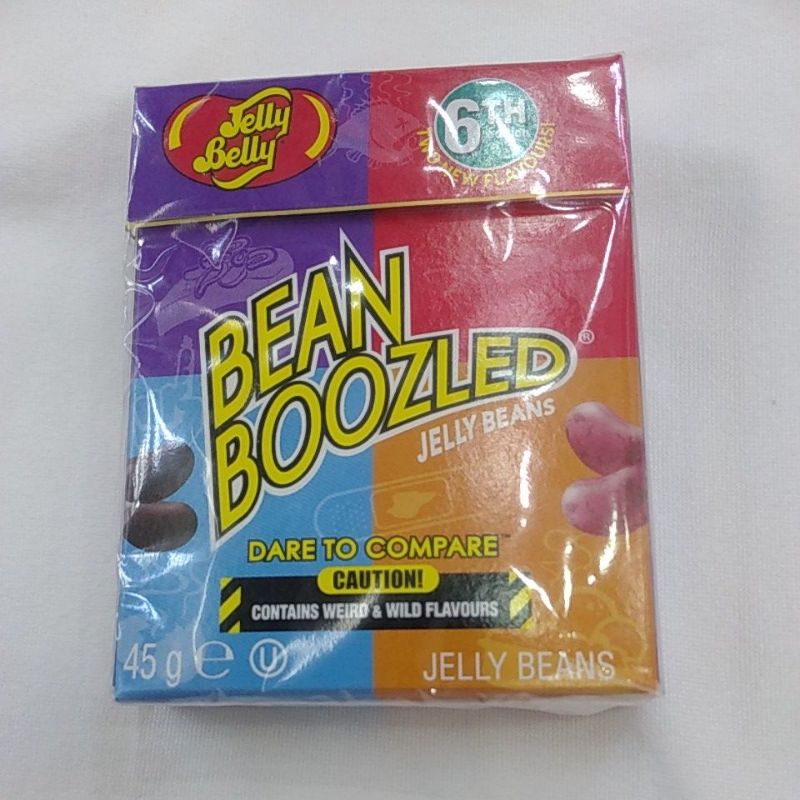 Jelly
Belly
6TH
TWO NEW FLAVOURS!
BEAN
BOOZLED®
JELLY BEANS
DARE TO COMPARE™
CAUTION!
CONTAINS WEIRD & WILD FLAVOURS
45 g ℮ U
JELLY BEANS